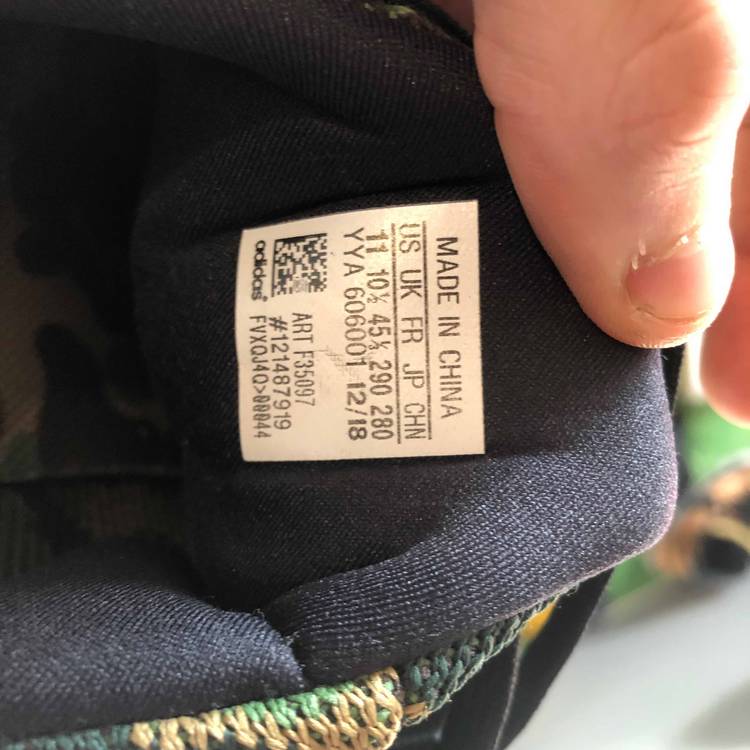 MADE IN CHINA
US UK FR JP CHN
11 10½ 45⅓ 290 280
YYA 606001 12/18
ART F35097
#121487919
adidas FVXQJ4Q>00044